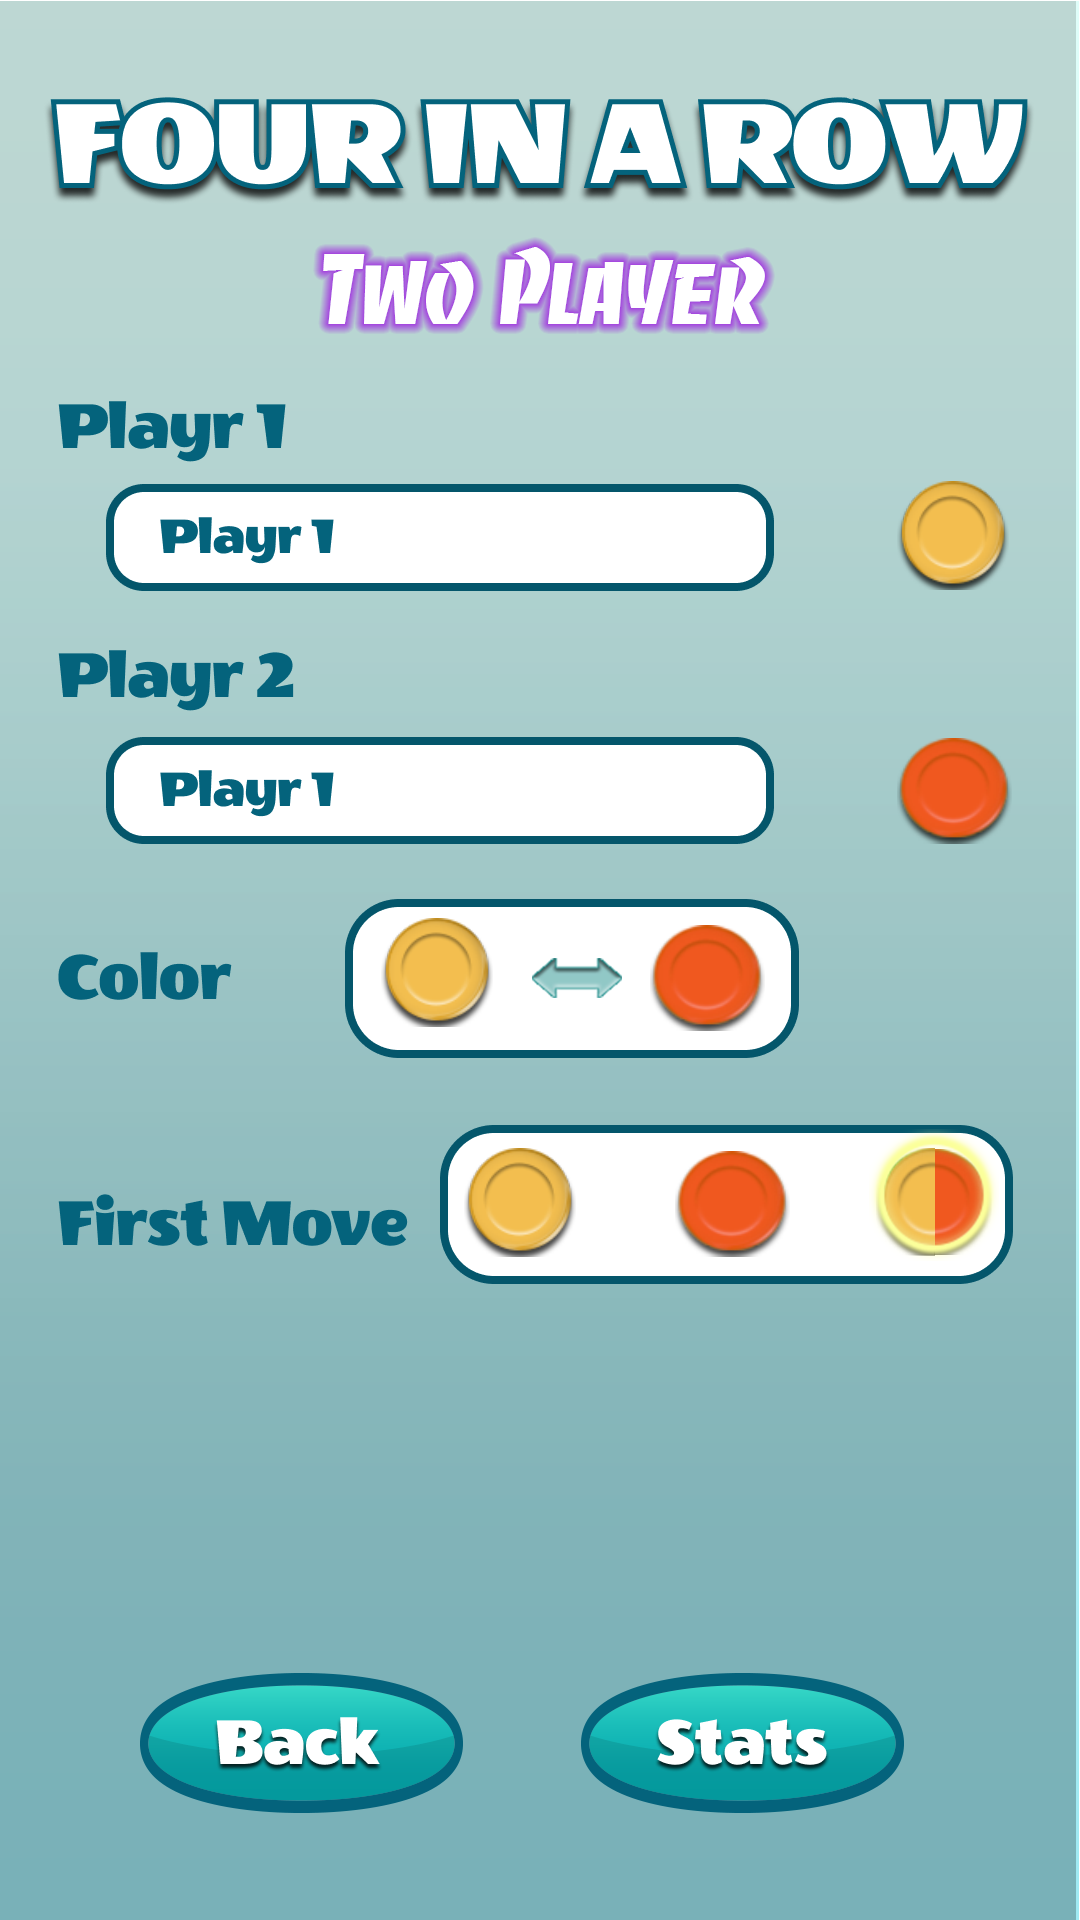 FOUR IN A ROW
Two Player
Playr 1
Playr 1
Playr 2
Playr 1
Color
First Move
Back
Stats